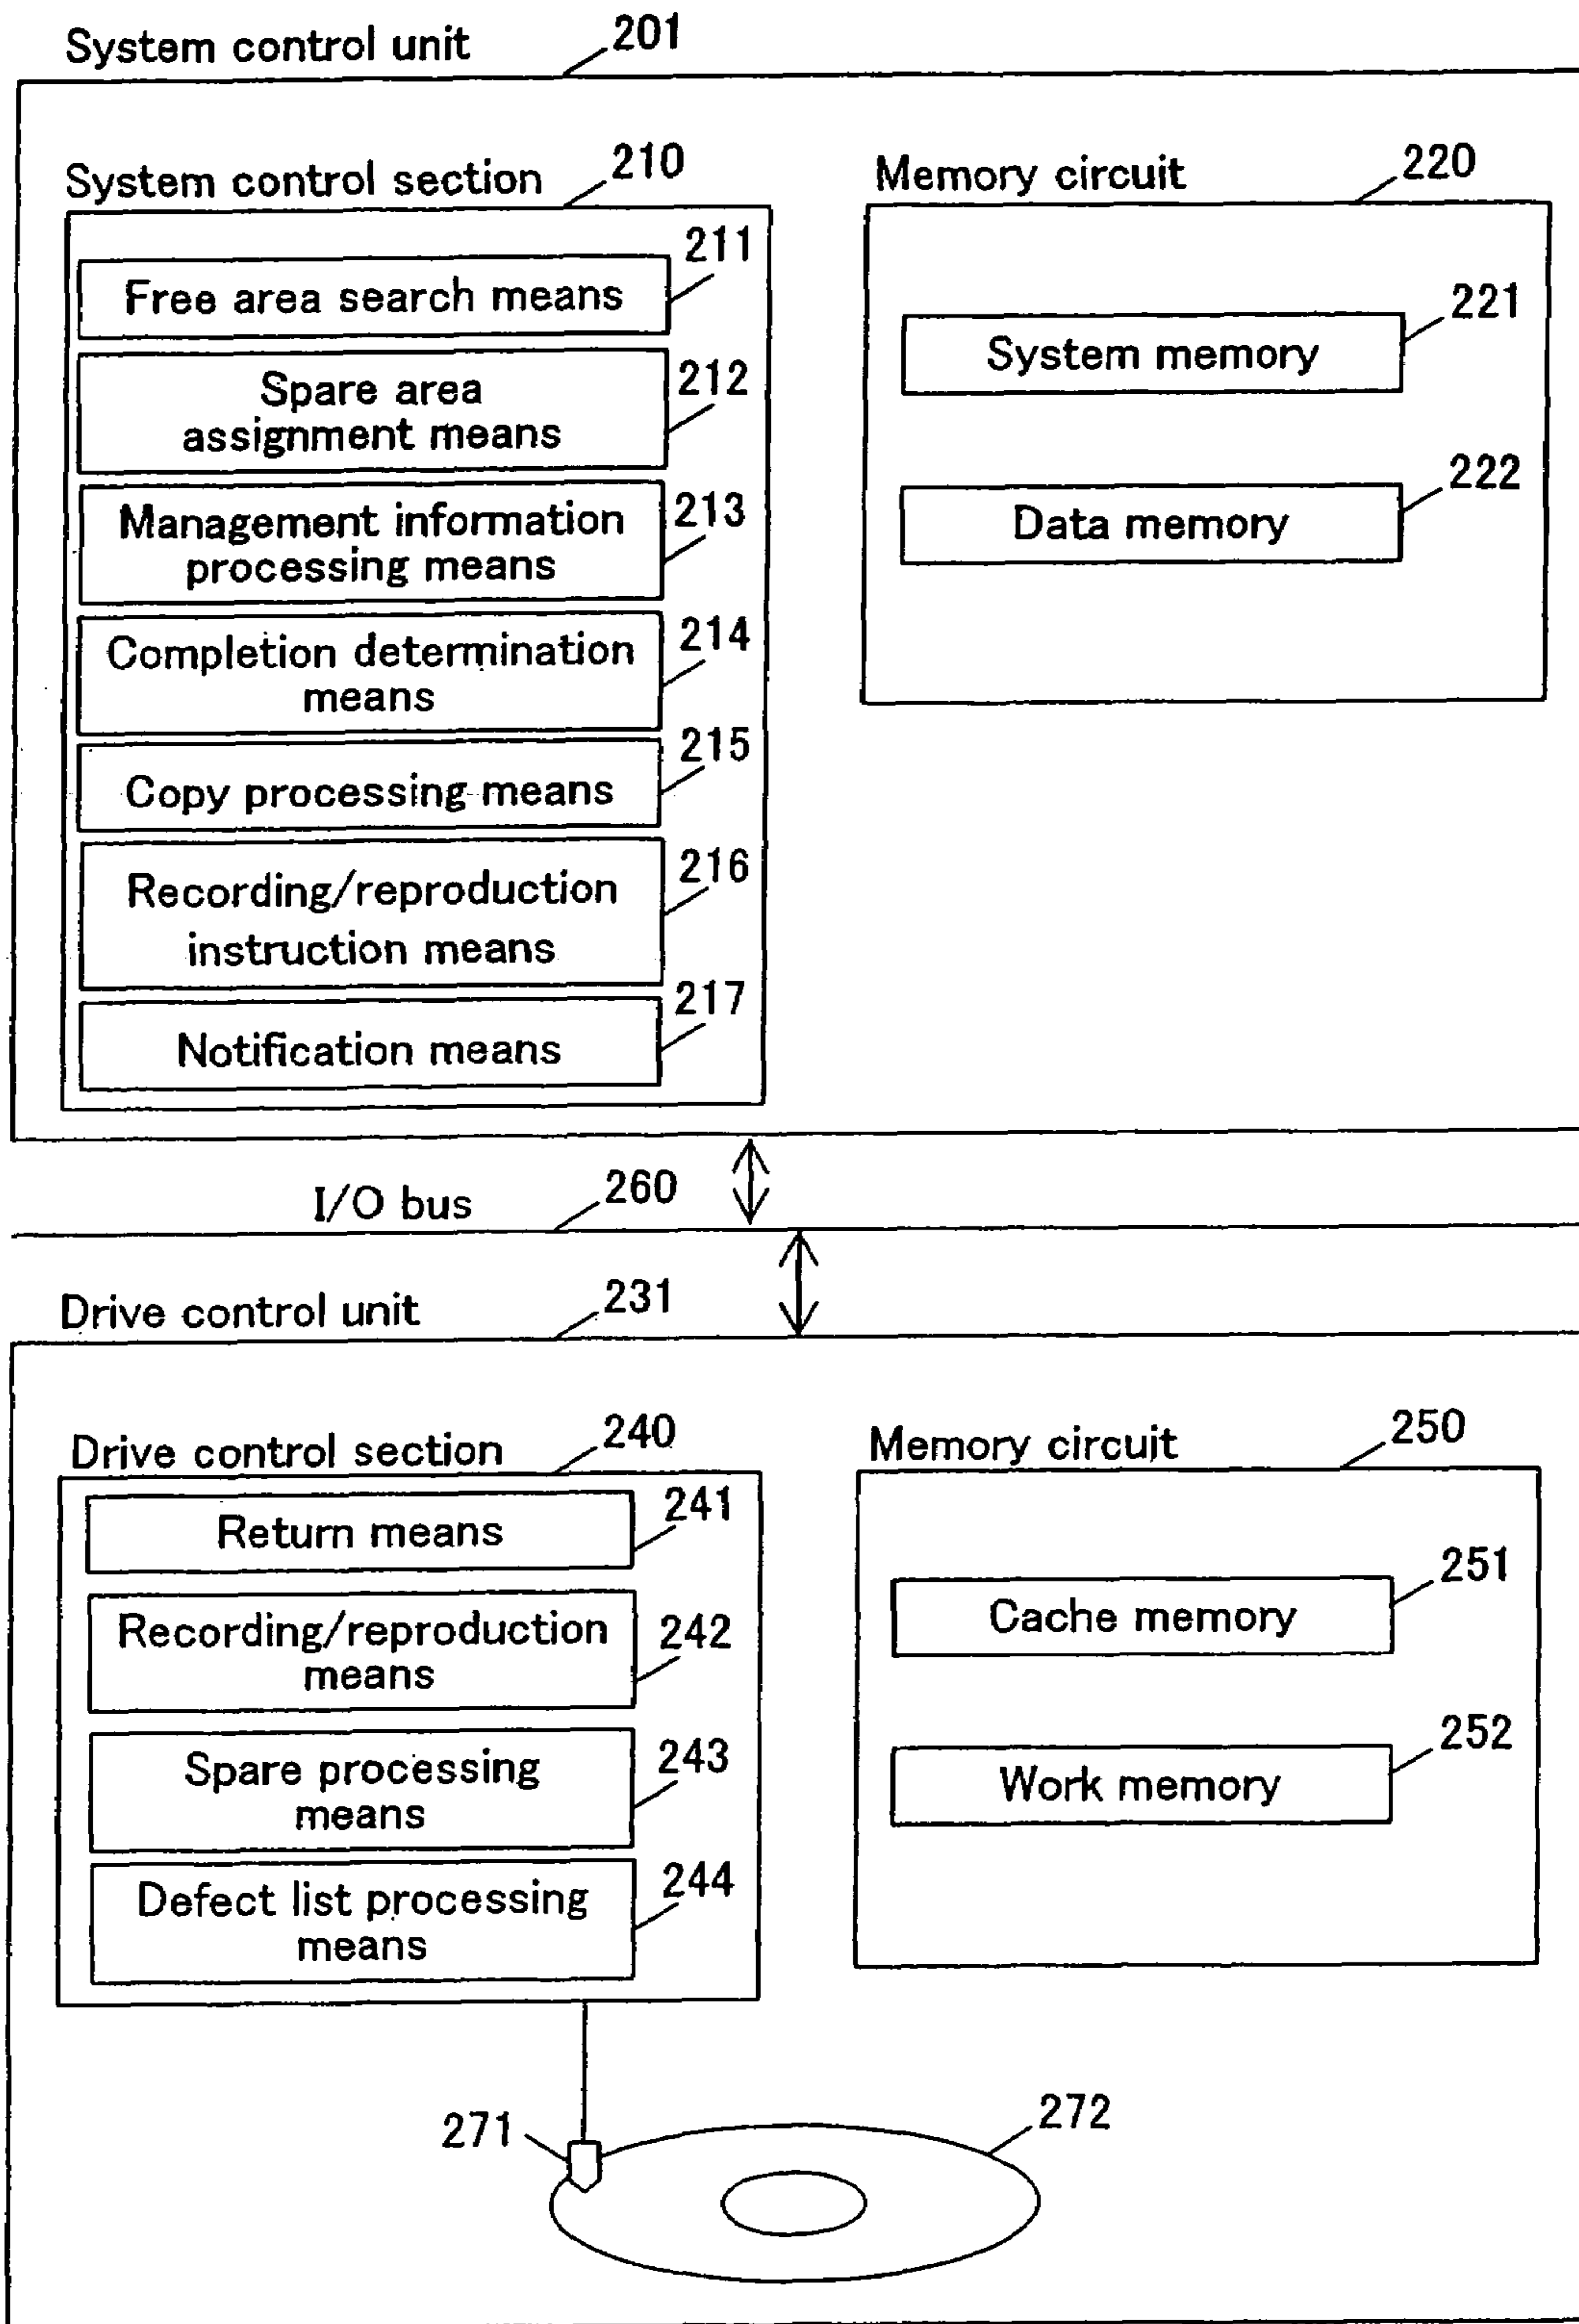 System control unit 201
System control section 210
Memory circuit 220
Free area search means 211
Spare area 212
assignment means
Management information 213
processing means
Completion determination 214
means
Copy processing means 215
Recording/reproduction 216
instruction means
Notification means 217
System memory 221
Data memory 222
I/O bus 260
Drive control unit 231
Drive control section 240
Memory circuit 250
Return means 241
Recording/reproduction 242
means
Spare processing 243
means
Defect list processing 244
means
Cache memory 251
Work memory 252
271
272